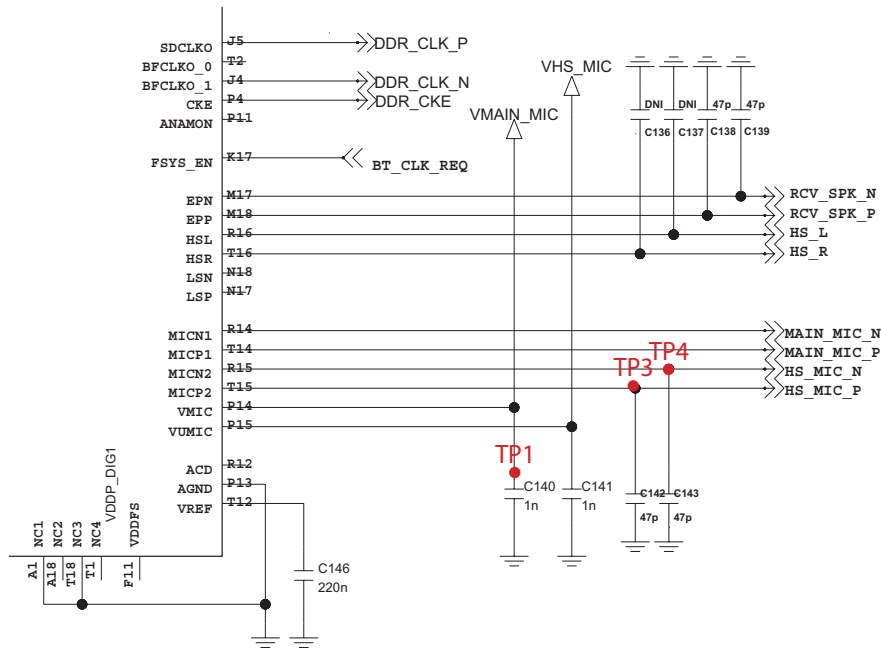 SDCLKO J5 DDR_CLK_P
BFCLKO_0 T2
BFCLKO_1 J4 DDR_CLK_N
CKE P4 DDR_CKE
ANAMON P11
FSYS_EN K17 BT_CLK_REQ
VHS_MIC
VMAIN_MIC
DNI DNI 47p 47p
C136 C137 C138 C139
EPN M17 RCV_SPK_N
EPP M18 RCV_SPK_P
HSL R16 HS_L
HSR T16 HS_R
LSN N18
LSP N17
MICN1 R14 MAIN_MIC_N
MICP1 T14 MAIN_MIC_P
MICN2 R15 HS_MIC_N
MICP2 T15 HS_MIC_P
TP3 TP4
VMIC P14
VUMIC P15
TP1
ACD R12
AGND P13
VREF T12
C140 C141 C142 C143
1n 1n 47p 47p
NC1 NC2 NC3 NC4 VDDP_DIG1 VDDFS
A1 A18 T18 T1 F11
C146
220n